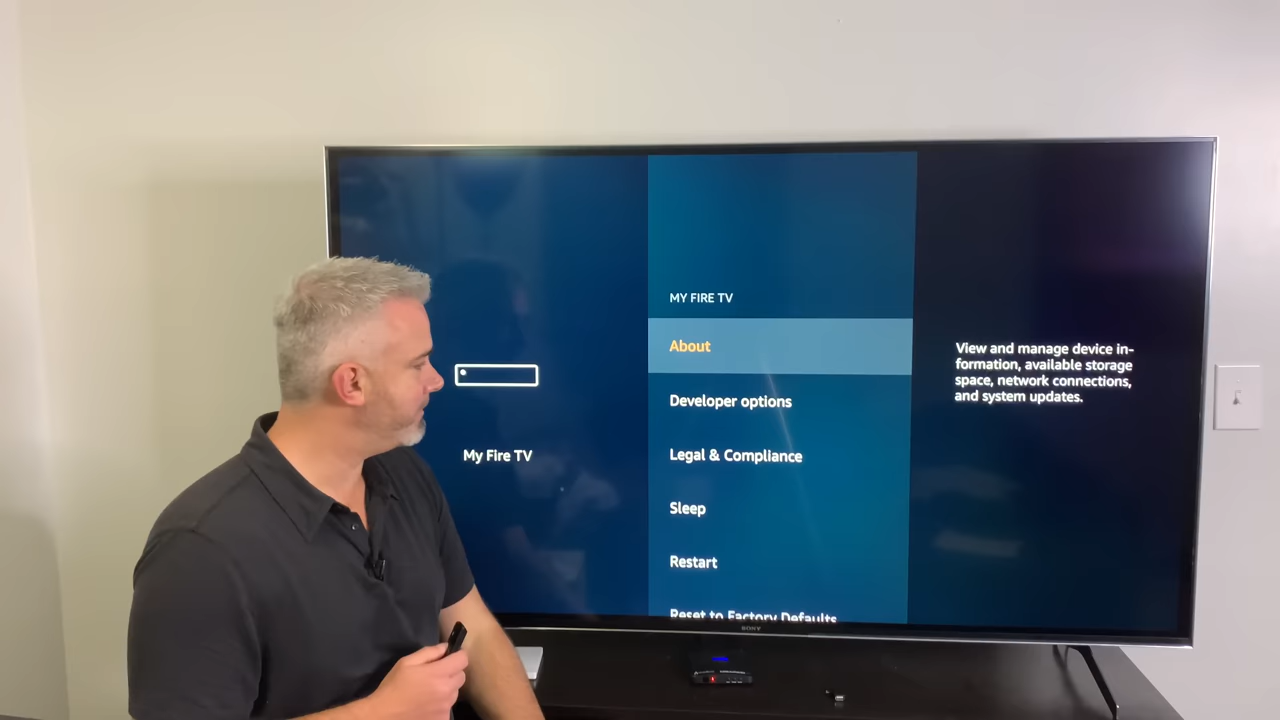 MY FIRE TV
About
Developer options
Legal & Compliance
Sleep
Restart
Reset to Factory Defaults
My Fire TV
View and manage device in-
formation, available storage
space, network connections,
and system updates.
SONY